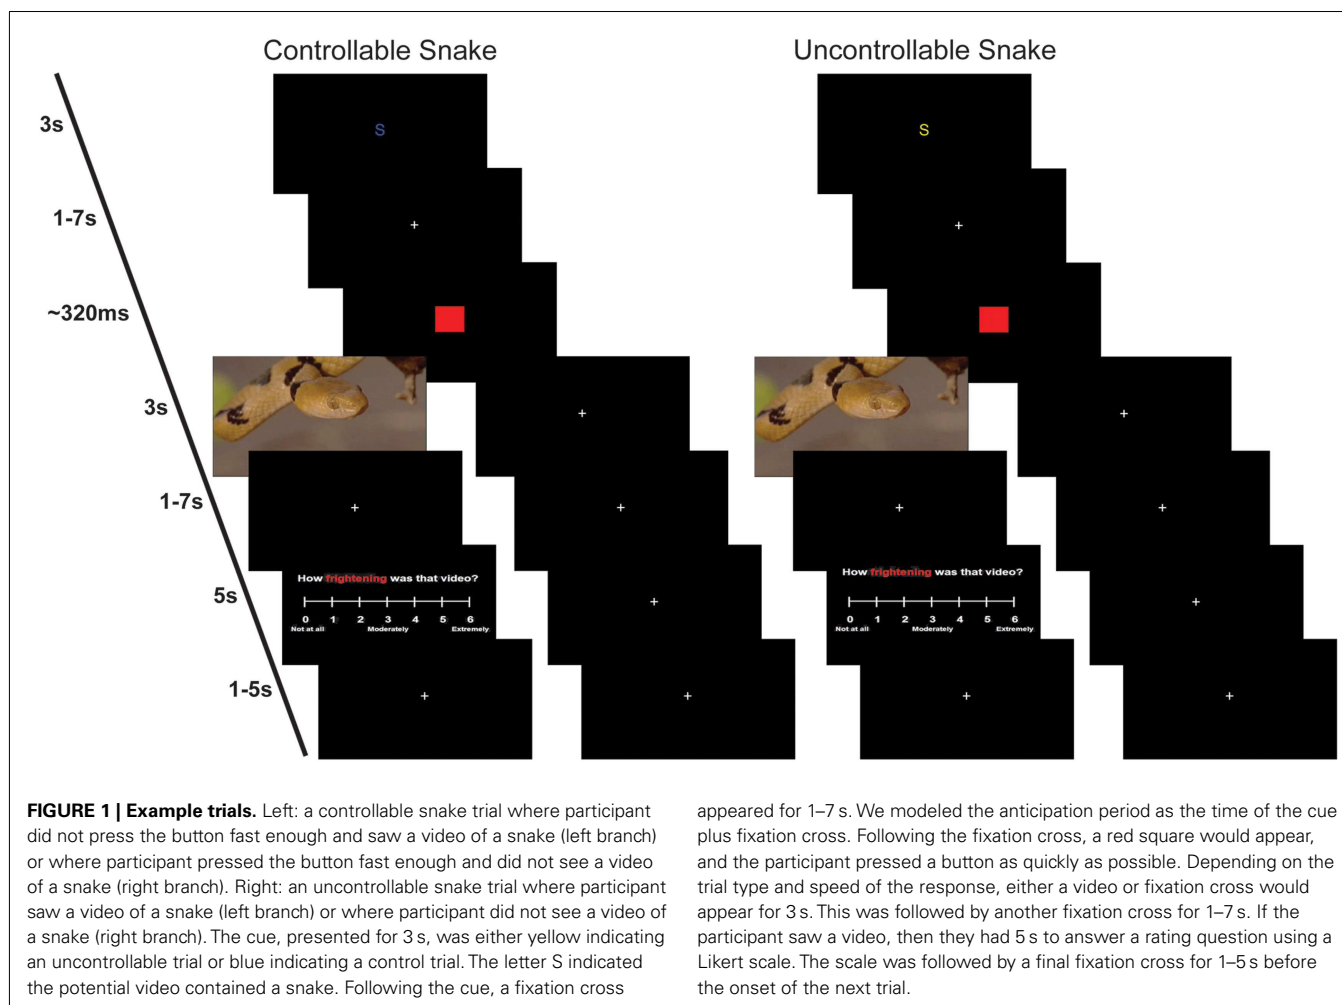 Controllable Snake
Uncontrollable Snake
3s
1-7s
~320ms
3s
1-7s
5s
1-5s
S
+
+
+
How frightening was that video?
0 1 2 3 4 5 6
Not at all Moderately Extremely
+
+
+
+
S
+
+
+
How frightening was that video?
0 1 2 3 4 5 6
Not at all Moderately Extremely
+
+
+
+
FIGURE 1 | Example trials. Left: a controllable snake trial where participant
did not press the button fast enough and saw a video of a snake (left branch)
or where participant pressed the button fast enough and did not see a video
of a snake (right branch). Right: an uncontrollable snake trial where participant
saw a video of a snake (left branch) or where participant did not see a video of
a snake (right branch). The cue, presented for 3 s, was either yellow indicating
an uncontrollable trial or blue indicating a control trial. The letter S indicated
the potential video contained a snake. Following the cue, a fixation cross
appeared for 1–7 s. We modeled the anticipation period as the time of the cue
plus fixation cross. Following the fixation cross, a red square would appear,
and the participant pressed a button as quickly as possible. Depending on the
trial type and speed of the response, either a video or fixation cross would
appear for 3 s. This was followed by another fixation cross for 1–7 s. If the
participant saw a video, then they had 5 s to answer a rating question using a
Likert scale. The scale was followed by a final fixation cross for 1–5 s before
the onset of the next trial.